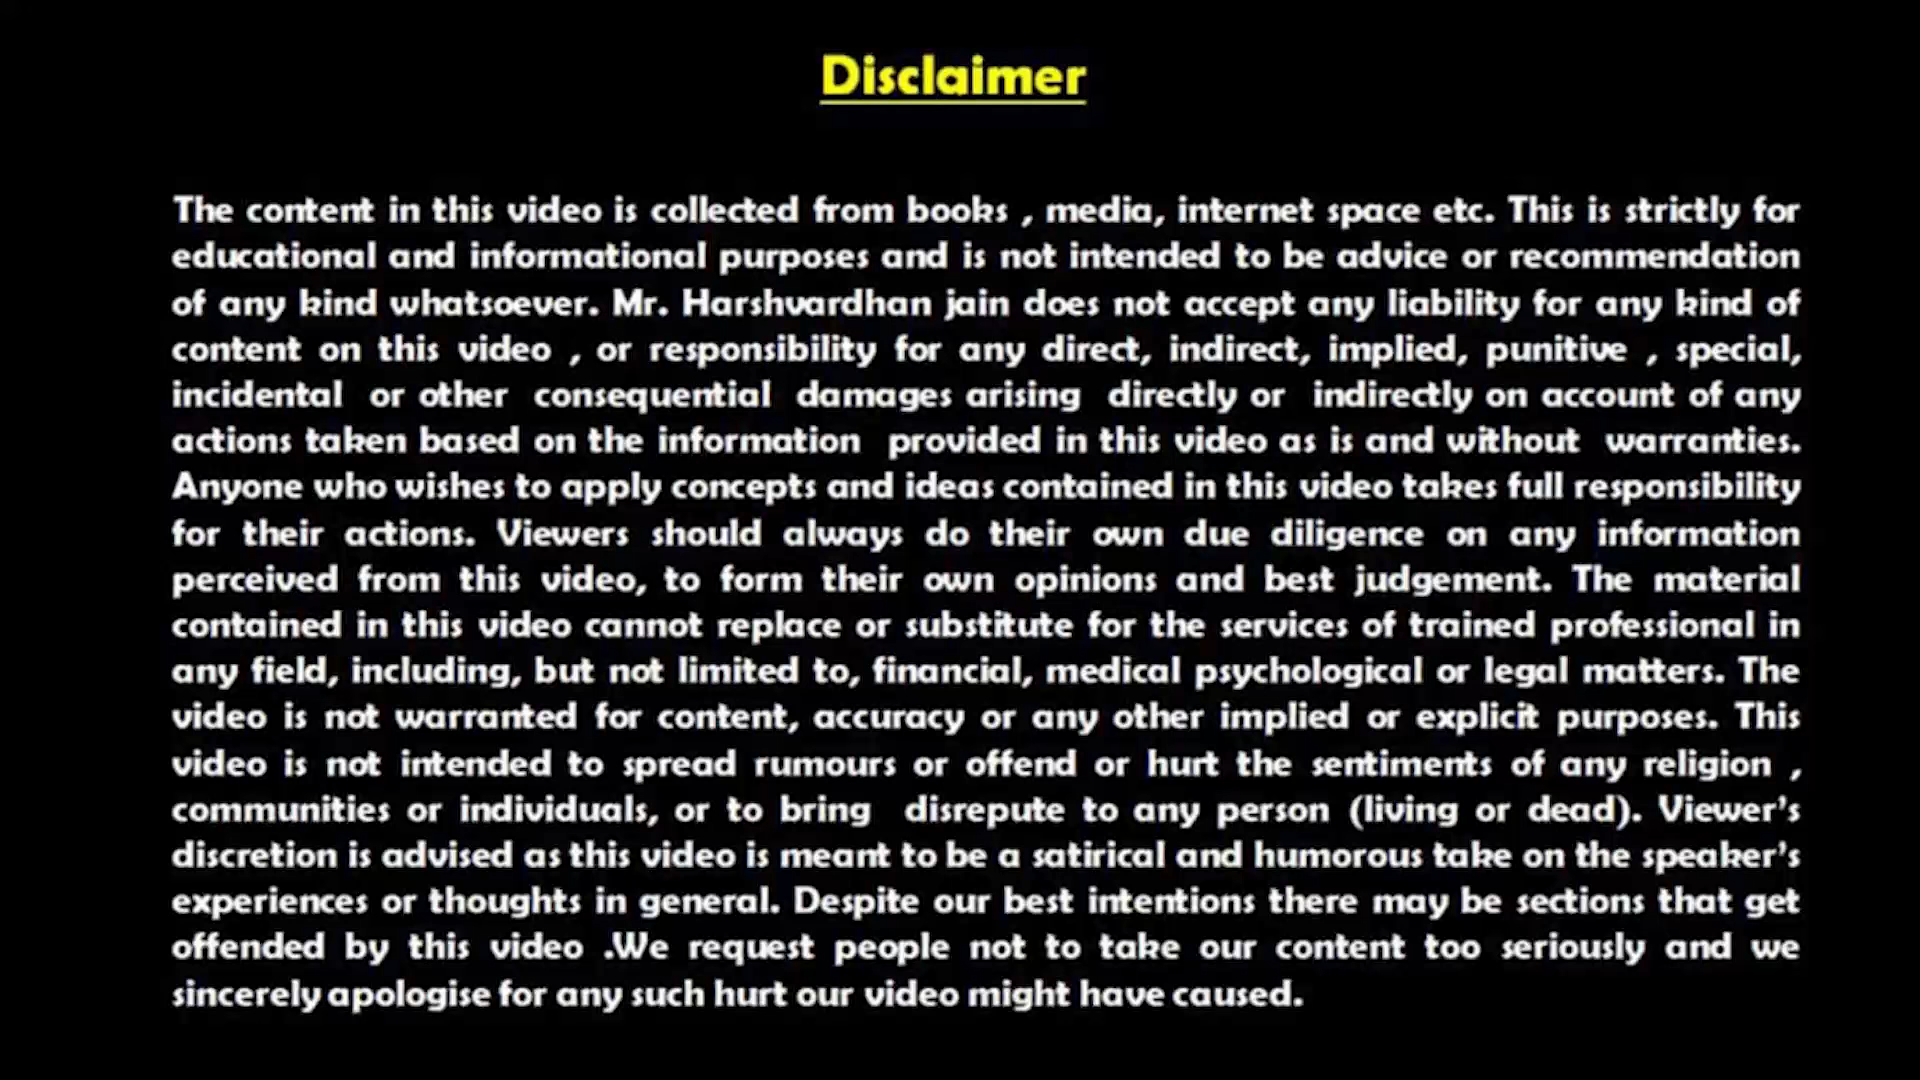 Disclaimer
The content in this video is collected from books , media, internet space etc. This is strictly for
educational and informational purposes and is not intended to be advice or recommendation
of any kind whatsoever. Mr. Harshvardhan jain does not accept any liability for any kind of
content on this video , or responsibility for any direct, indirect, implied, punitive , special,
incidental or other consequential damages arising directly or indirectly on account of any
actions taken based on the information provided in this video as is and without warranties.
Anyone who wishes to apply concepts and ideas contained in this video takes full responsibility
for their actions. Viewers should always do their own due diligence on any information
perceived from this video, to form their own opinions and best judgement. The material
contained in this video cannot replace or substitute for the services of trained professional in
any field, including, but not limited to, financial, medical psychological or legal matters. The
video is not warranted for content, accuracy or any other implied or explicit purposes. This
video is not intended to spread rumours or offend or hurt the sentiments of any religion ,
communities or individuals, or to bring disrepute to any person (living or dead). Viewer's
discretion is advised as this video is meant to be a satirical and humorous take on the speaker's
experiences or thoughts in general. Despite our best intentions there may be sections that get
offended by this video .We request people not to take our content too seriously and we
sincerely apologise for any such hurt our video might have caused.